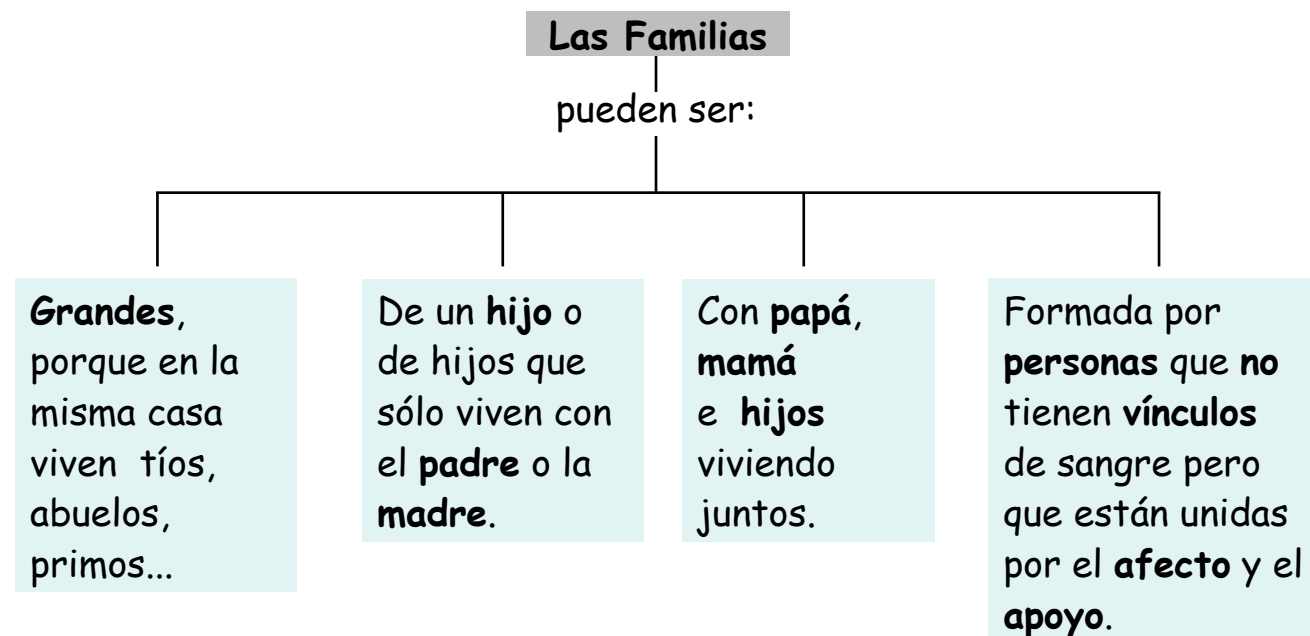 Las Familias
pueden ser:
Grandes,
porque en la
misma casa
viven tíos,
abuelos,
primos...
De un hijo o
de hijos que
sólo viven con
el padre o la
madre.
Con papá,
mamá
e hijos
viviendo
juntos.
Formada por
personas que no
tienen vínculos
de sangre pero
que están unidas
por el afecto y el
apoyo.